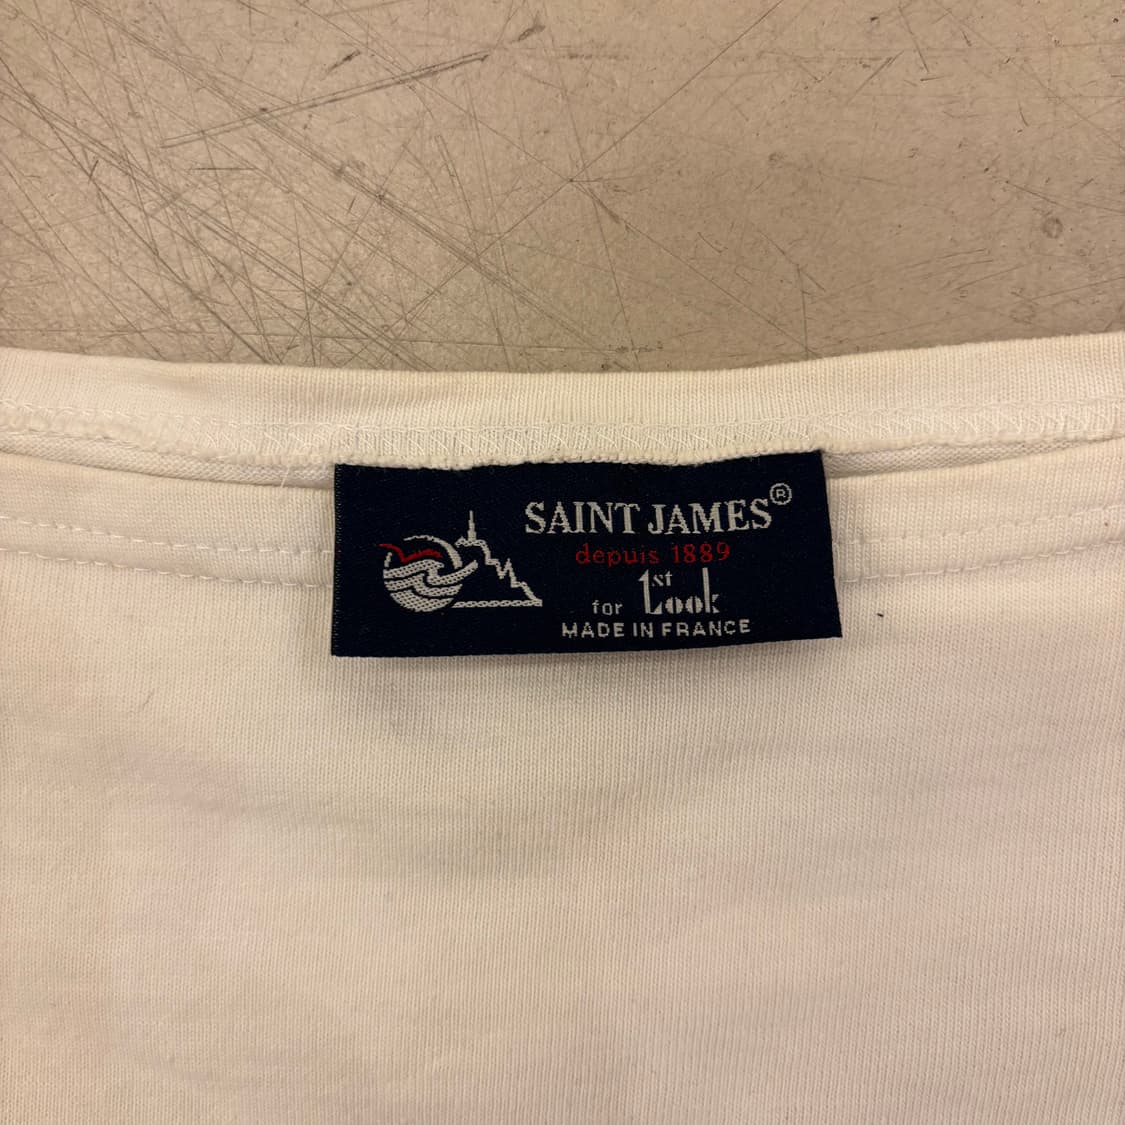 SAINT JAMES®
depuis 1889
for 1st Look
MADE IN FRANCE